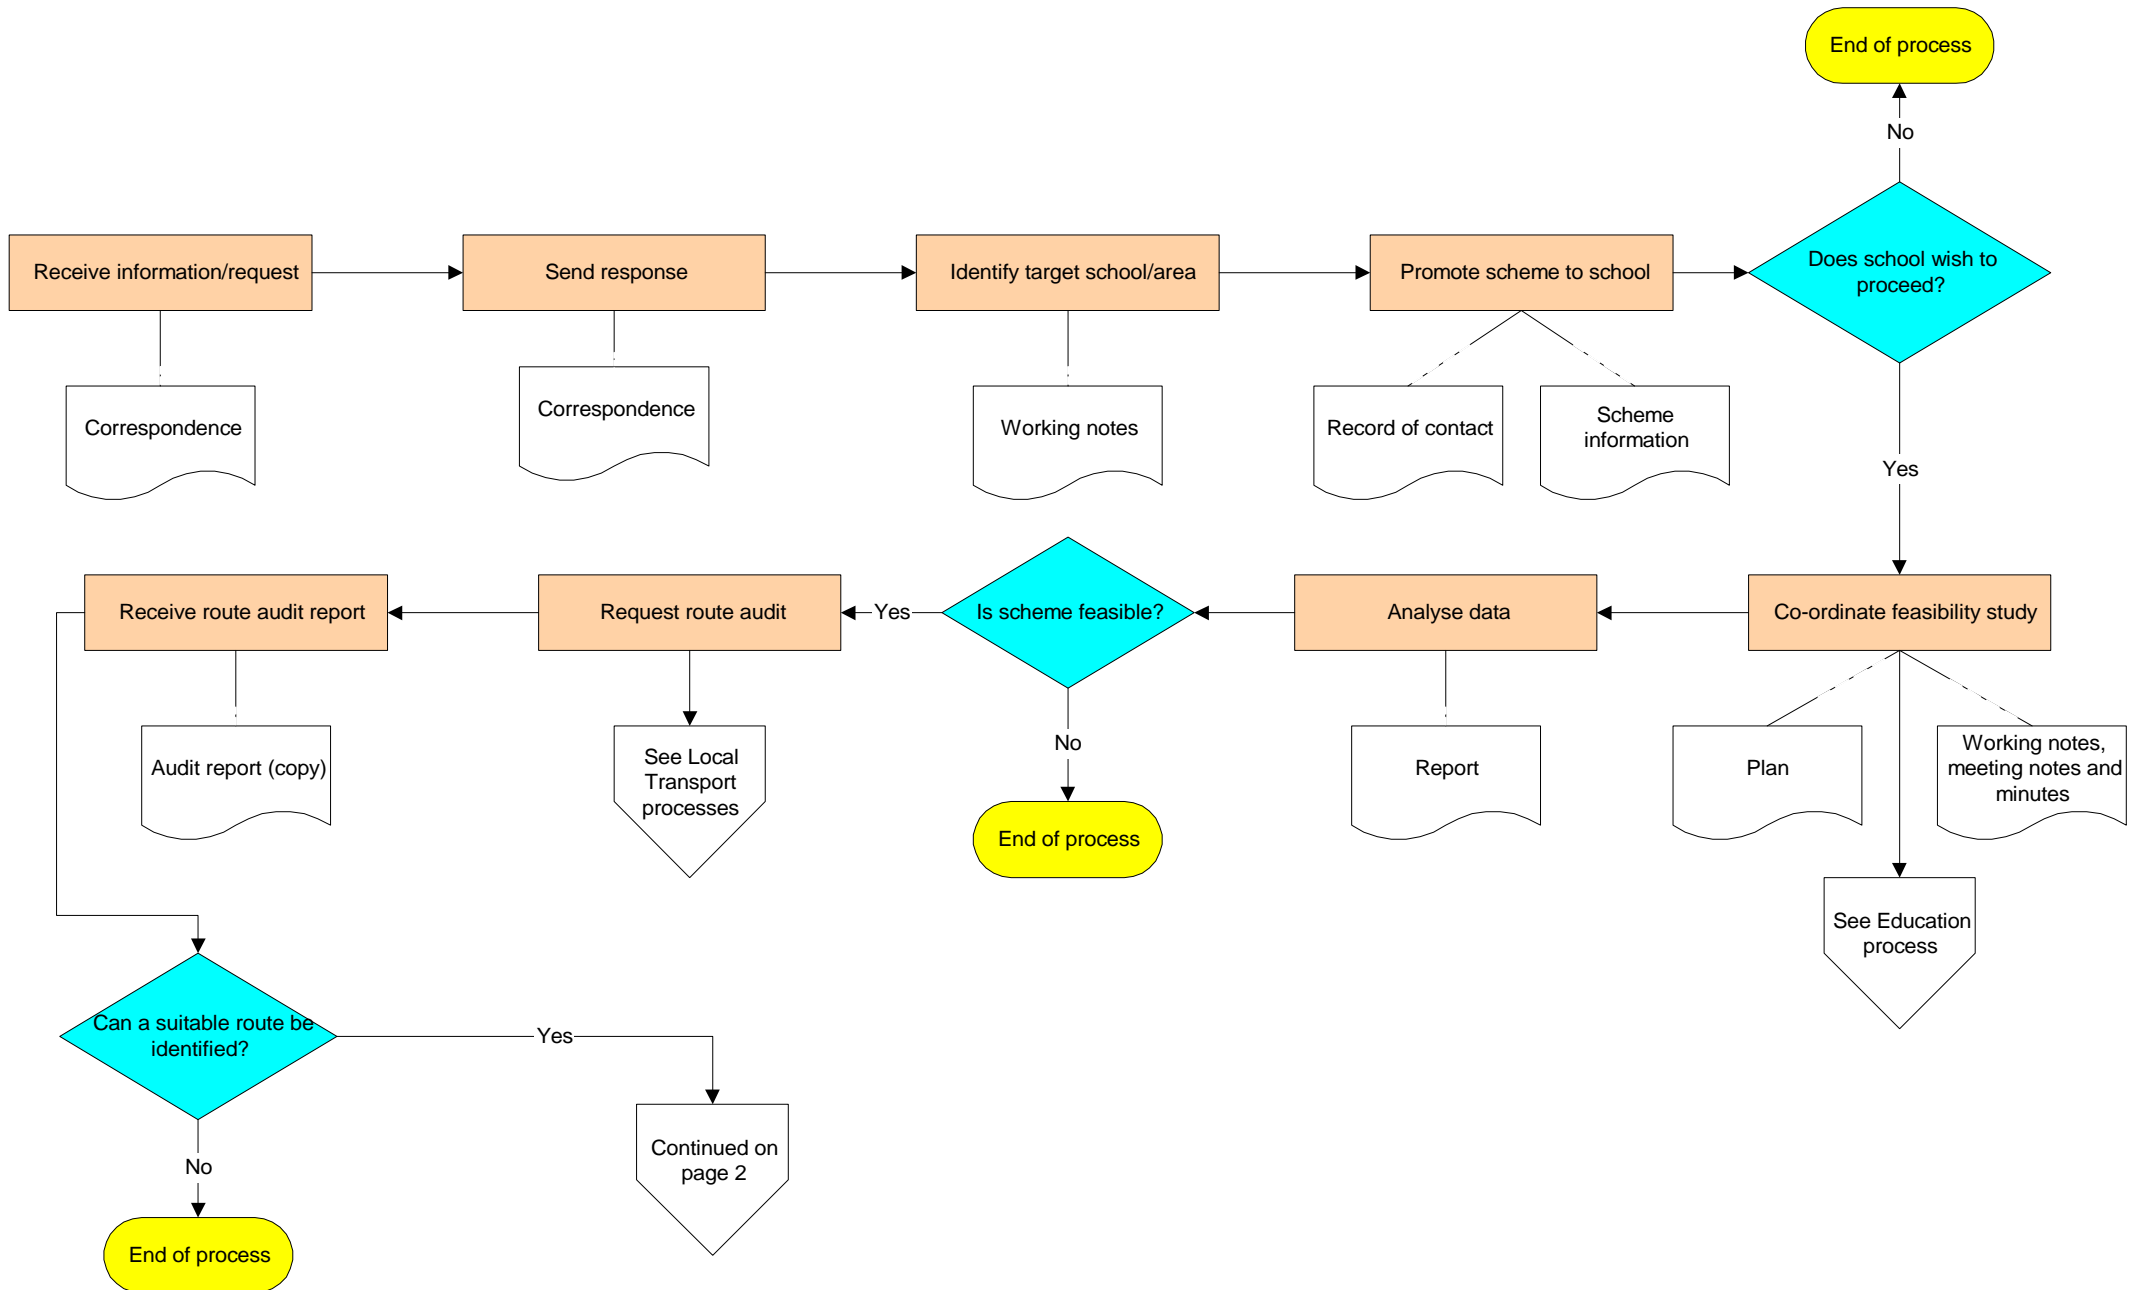 End of process
No
Receive information/request
Send response
Identify target school/area
Promote scheme to school
Does school wish to
proceed?
Correspondence
Correspondence
Working notes
Record of contact
Scheme
information
Yes
Receive route audit report
Request route audit
Yes
Is scheme feasible?
Analyse data
Co-ordinate feasibility study
Audit report (copy)
See Local
Transport
processes
No
End of process
Report
Plan
Working notes,
meeting notes and
minutes
See Education
process
Can a suitable route be
identified?
Yes
Continued on
page 2
No
End of process